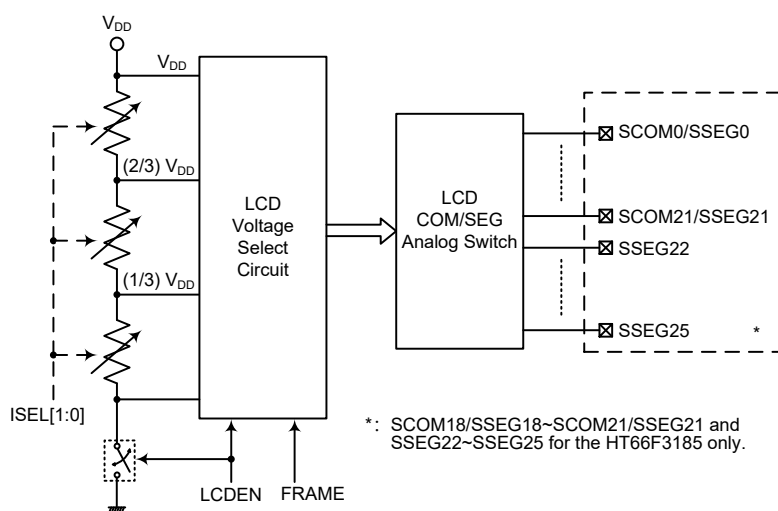 VDD
VDD
(2/3) VDD
(1/3) VDD
ISEL[1:0]
LCD
Voltage
Select
Circuit
LCDEN
FRAME
LCD
COM/SEG
Analog Switch
SCOM0/SSEG0
SCOM21/SSEG21
SSEG22
SSEG25
*
*: SCOM18/SSEG18~SCOM21/SSEG21 and
SSEG22~SSEG25 for the HT66F3185 only.